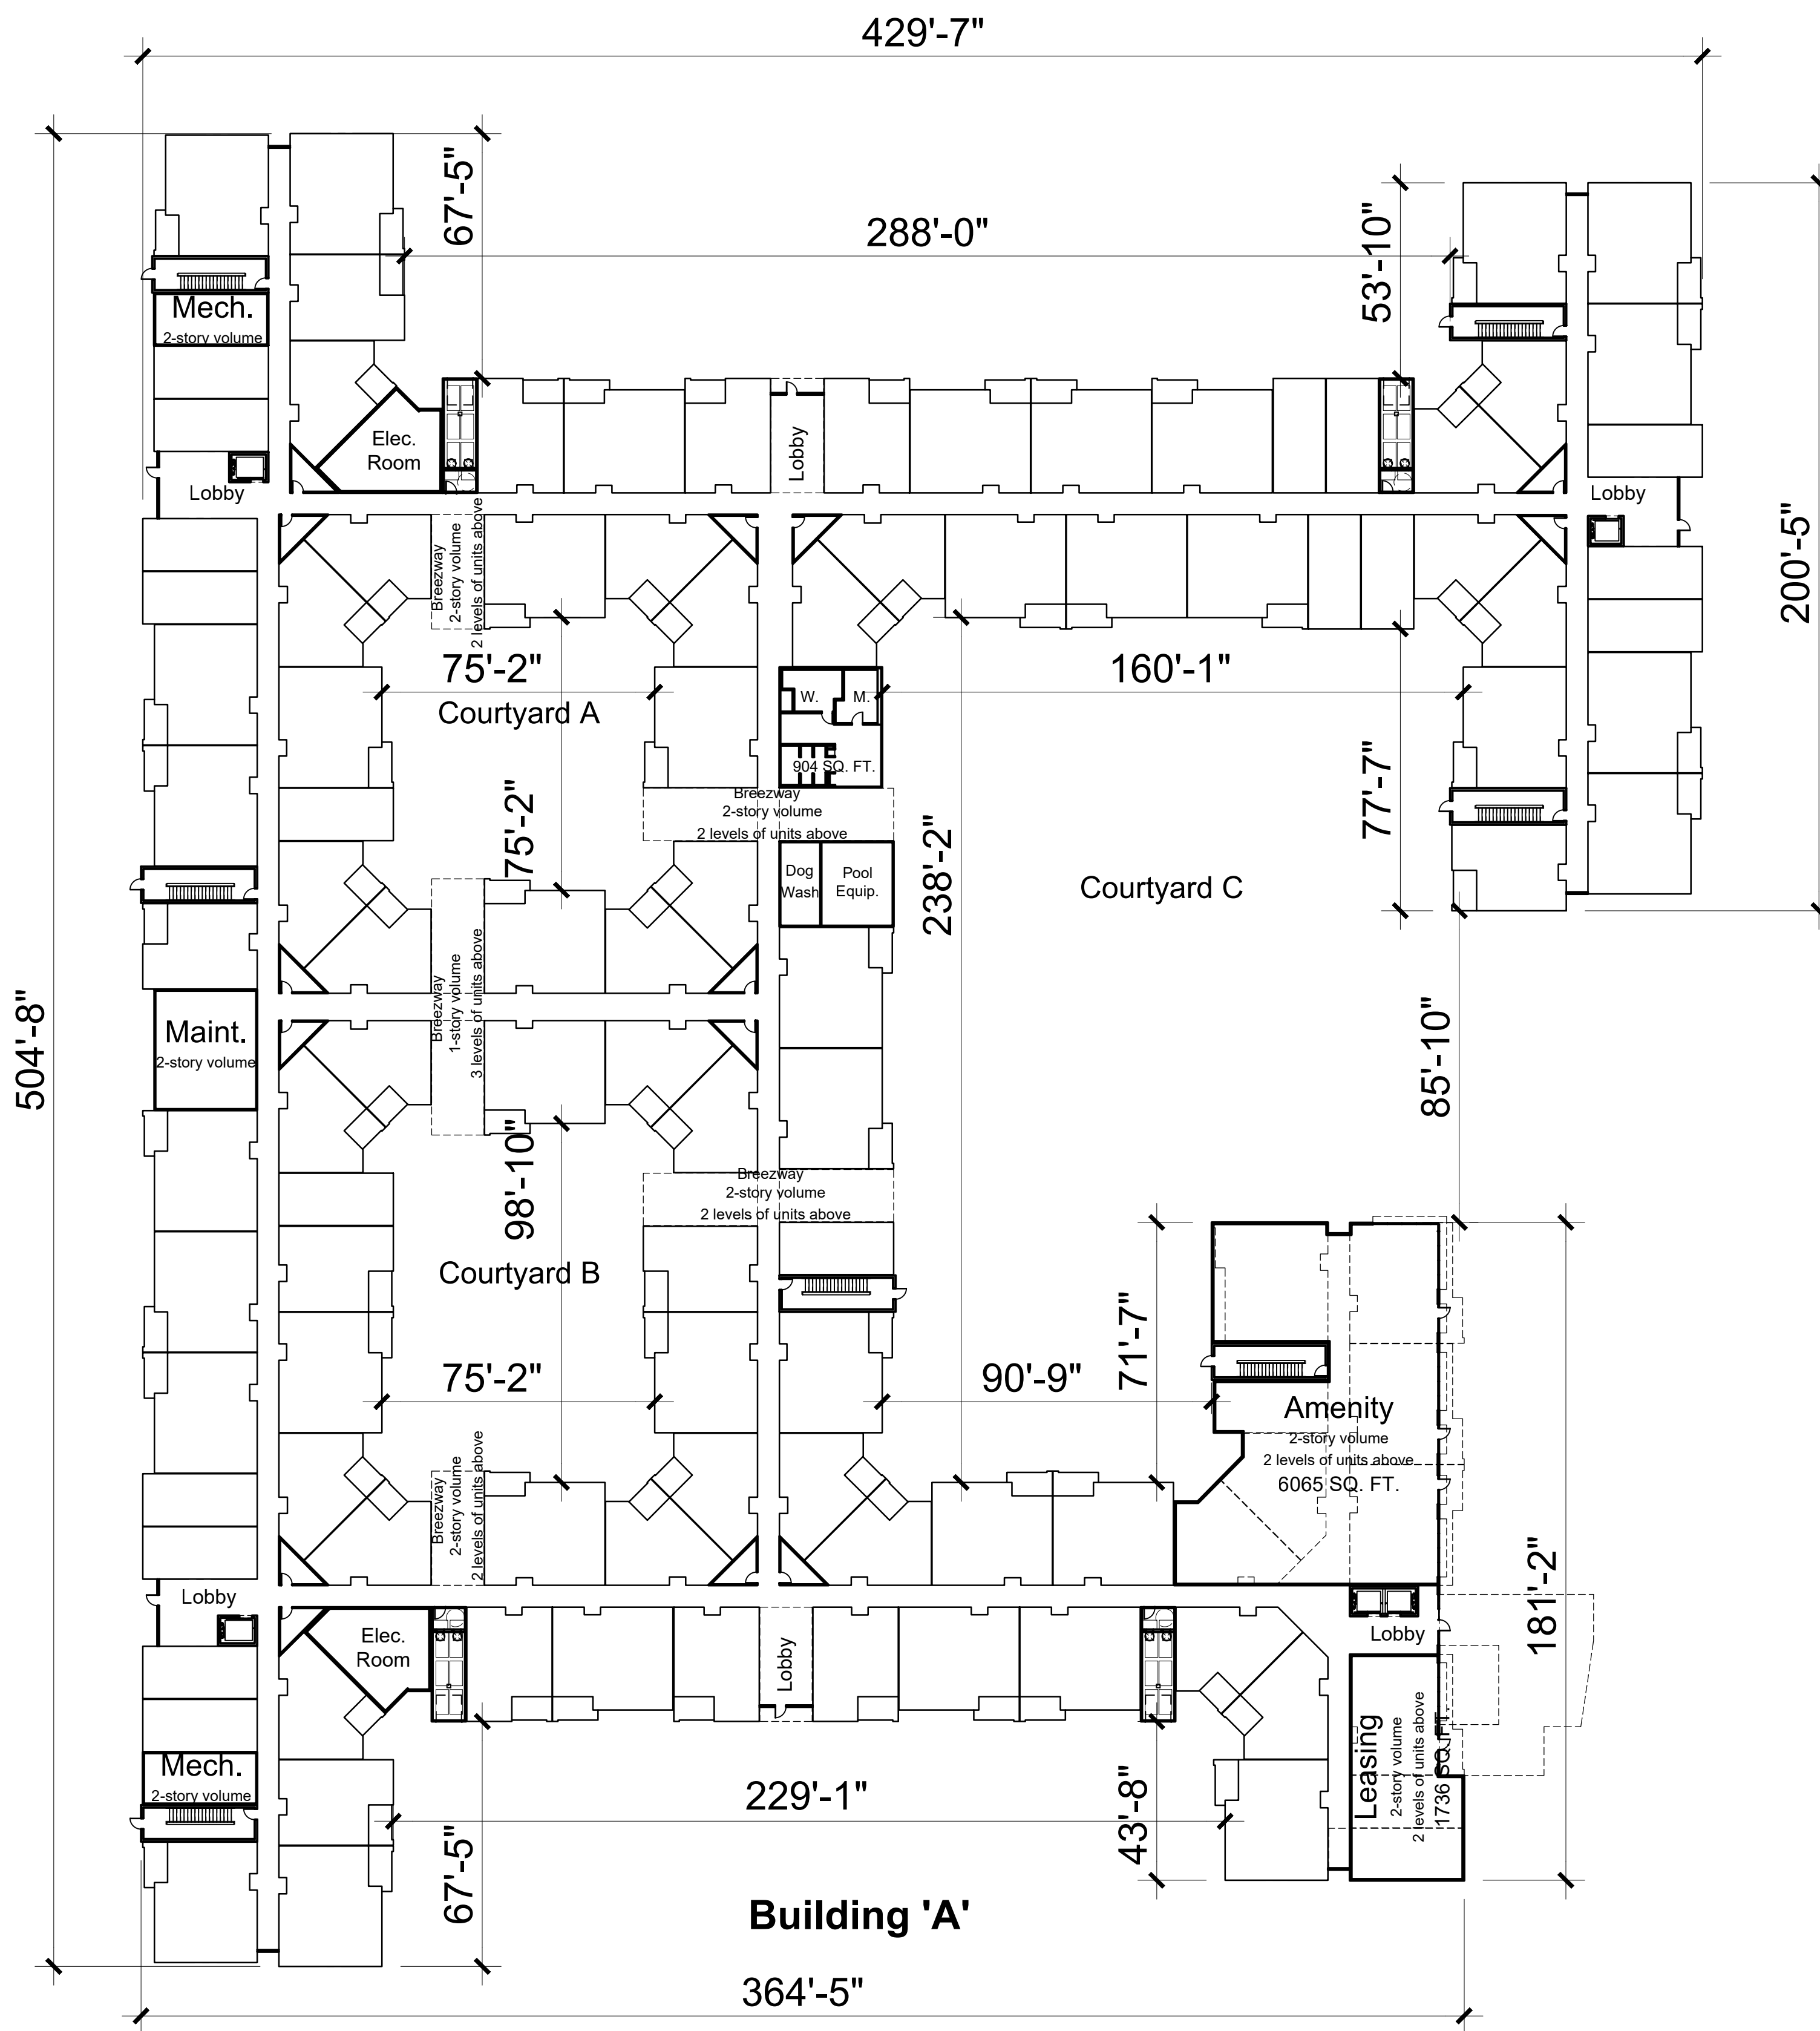 429'-7"
67'-5"
288'-0"
53'-10"
Mech.
2-story volume
Elec.
Room
Lobby
Lobby
Lobby
Breezway
2-story volume
2 levels of units above
200'-5"
75'-2"
Courtyard A
W.
M.
904 SQ. FT.
160'-1"
75'-2"
Breezway
2-story volume
2 levels of units above
77'-7"
238'-2"
Dog
Wash
Pool
Equip.
Courtyard C
504'-8"
Maint.
2-story volume
Breezway
1-story volume
3 levels of units above
85'-10"
98'-10"
Breezway
2-story volume
2 levels of units above
Courtyard B
71'-7"
75'-2"
90'-9"
Amenity
2-story volume
2 levels of units above
6065 SQ. FT.
Breezway
2-story volume
2 levels of units above
181'-2"
Lobby
Elec.
Room
Lobby
Lobby
Leasing
2-story volume
2 levels of units above
1736 SQ.FT.
Mech.
2-story volume
229'-1"
43'-8"
67'-5"
Building 'A'
364'-5"